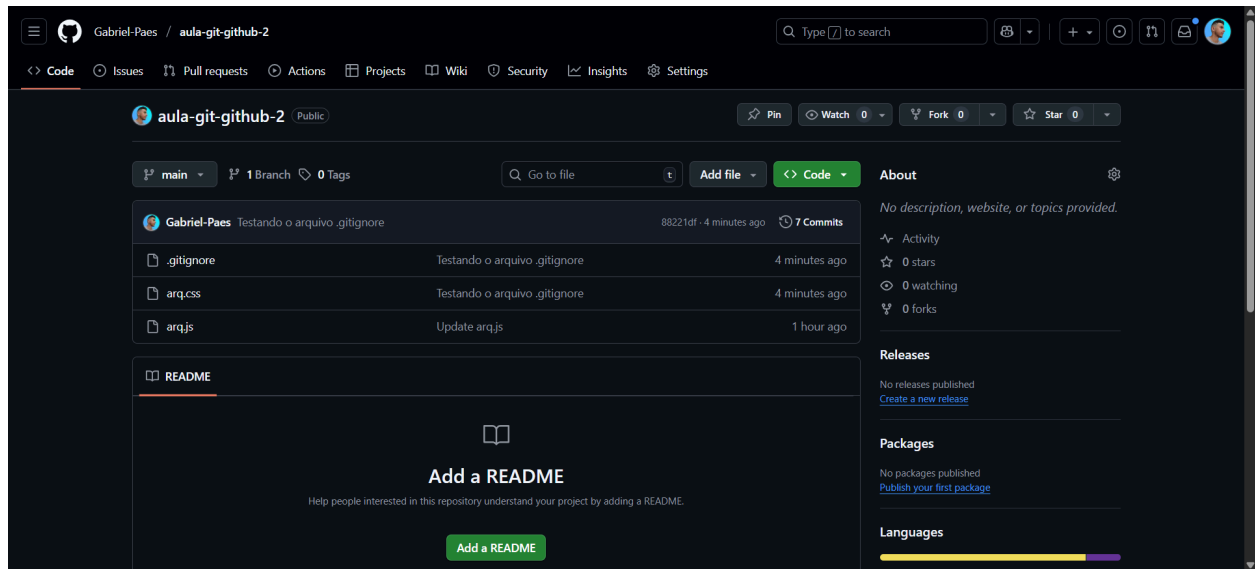 Gabriel-Paes / aula-git-github-2
Type / to search
Code Issues Pull requests Actions Projects Wiki Security Insights Settings
aula-git-github-2 Public
Pin Watch 0 Fork 0 Star 0
main 1 Branch 0 Tags
Go to file t
Add file Code
Gabriel-Paes Testando o arquivo .gitignore 88221df · 4 minutes ago 7 Commits
.gitignore Testando o arquivo .gitignore 4 minutes ago
arq.css Testando o arquivo .gitignore 4 minutes ago
arq.js Update arq.js 1 hour ago
README
Add a README
Help people interested in this repository understand your project by adding a README.
Add a README
About
No description, website, or topics provided.
Activity
0 stars
0 watching
0 forks
Releases
No releases published
Create a new release
Packages
No packages published
Publish your first package
Languages